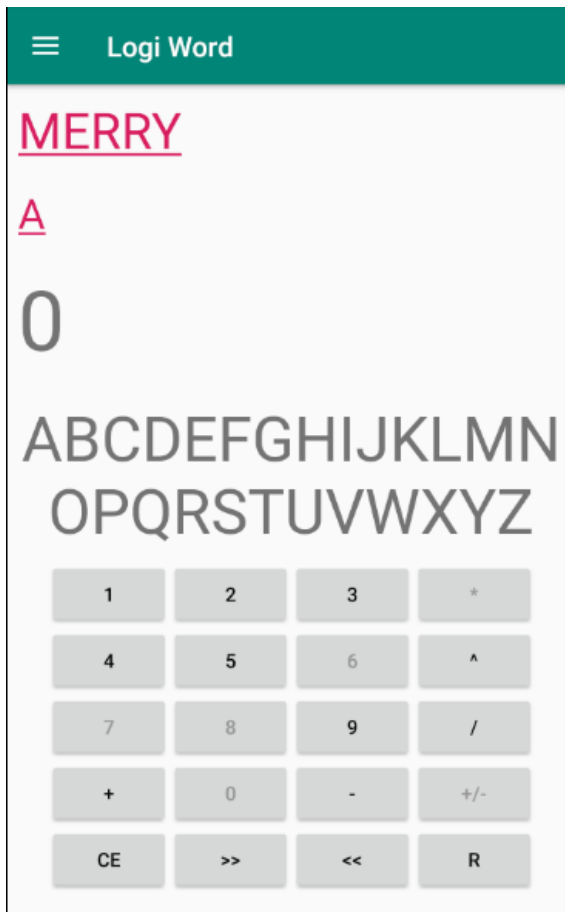 Logi Word
MERRY
A
0
ABCDEFGHIJKLMN
OPQRSTUVWXYZ
1 2 3 *
4 5 6 ^
7 8 9 /
+ 0 - +/-
CE >> << R